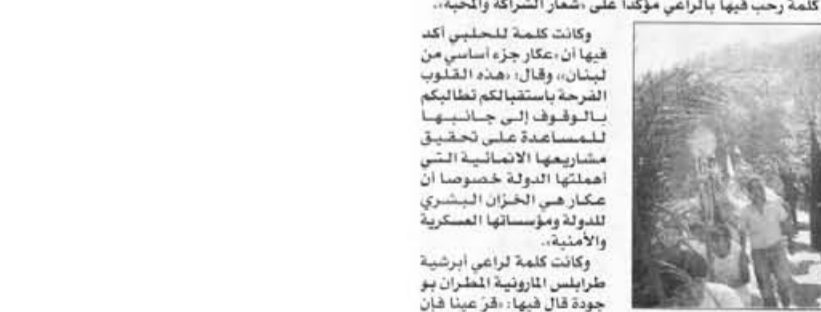 كلمة رحب فيها بالراعي مؤكدا على «شعار الشراكة والمحبة».
وكانت كلمة للحلبي أكد
فيها أن «عكار جزء أساسي من
لبنان»، وقال: «هذه القلوب
الفرحة باستقبالكم تطالبكم
بالوقوف إلى جانبها
للمساعدة على تحقيق
مشاريعها الانمائية التي
أهملتها الدولة خصوصا أن
عكار هي الخزان البشري
للدولة ومؤسساتها العسكرية
والأمنية».
وكانت كلمة لراعي أبرشية
طرابلس المارونية المطران بو
جودة قال فيها: «قرّ عينا فإن